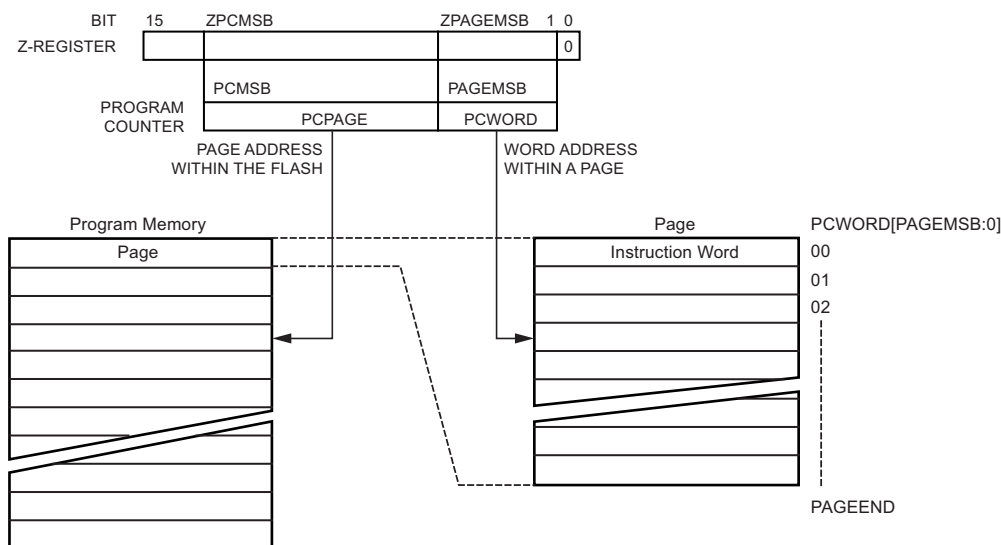 BIT 15 ZPCMSB ZPAGEMSB 1 0
Z-REGISTER 0
PCMSB PAGEMSB
PROGRAM
COUNTER
PCPAGE PCWORD
PAGE ADDRESS
WITHIN THE FLASH
WORD ADDRESS
WITHIN A PAGE
Program Memory
Page
Page
Instruction Word
PCWORD[PAGEMSB:0]
00
01
02
PAGEEND